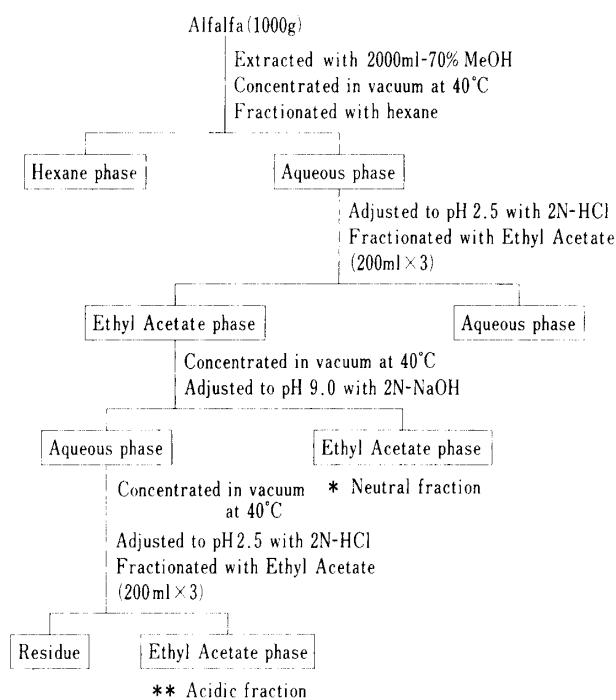 Alfalfa (1000g)
Extracted with 2000ml-70% MeOH
Concentrated in vacuum at 40°C
Fractionated with hexane
Hexane phase
Aqueous phase
Adjusted to pH 2.5 with 2N-HCl
Fractionated with Ethyl Acetate
(200ml×3)
Ethyl Acetate phase
Aqueous phase
Concentrated in vacuum at 40°C
Adjusted to pH 9.0 with 2N-NaOH
Aqueous phase
Ethyl Acetate phase
* Neutral fraction
Concentrated in vacuum
at 40°C
Adjusted to pH2.5 with 2N-HCl
Fractionated with Ethyl Acetate
(200ml×3)
Residue
Ethyl Acetate phase
** Acidic fraction